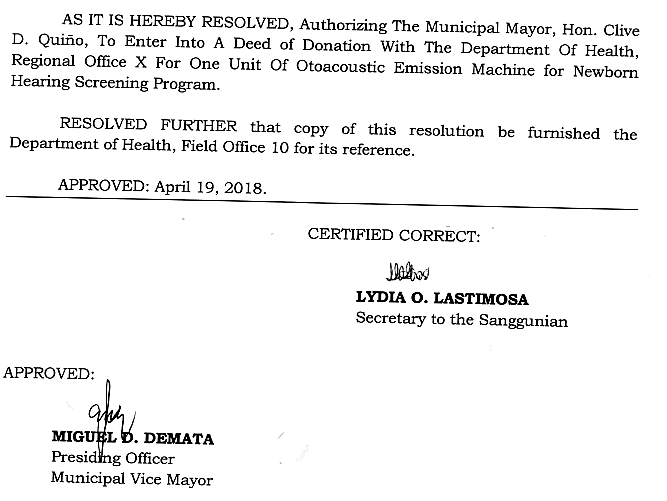 AS IT IS HEREBY RESOLVED, Authorizing The Municipal Mayor, Hon. Clive
D. Quiño, To Enter Into A Deed of Donation With The Department Of Health,
Regional Office X For One Unit Of Otoacoustic Emission Machine for Newborn
Hearing Screening Program.
RESOLVED FURTHER that copy of this resolution be furnished the
Department of Health, Field Office 10 for its reference.
APPROVED: April 19, 2018.
CERTIFIED CORRECT:
LYDIA O. LASTIMOSA
Secretary to the Sanggunian
APPROVED:
MIGUEL D. DEMATA
Presiding Officer
Municipal Vice Mayor